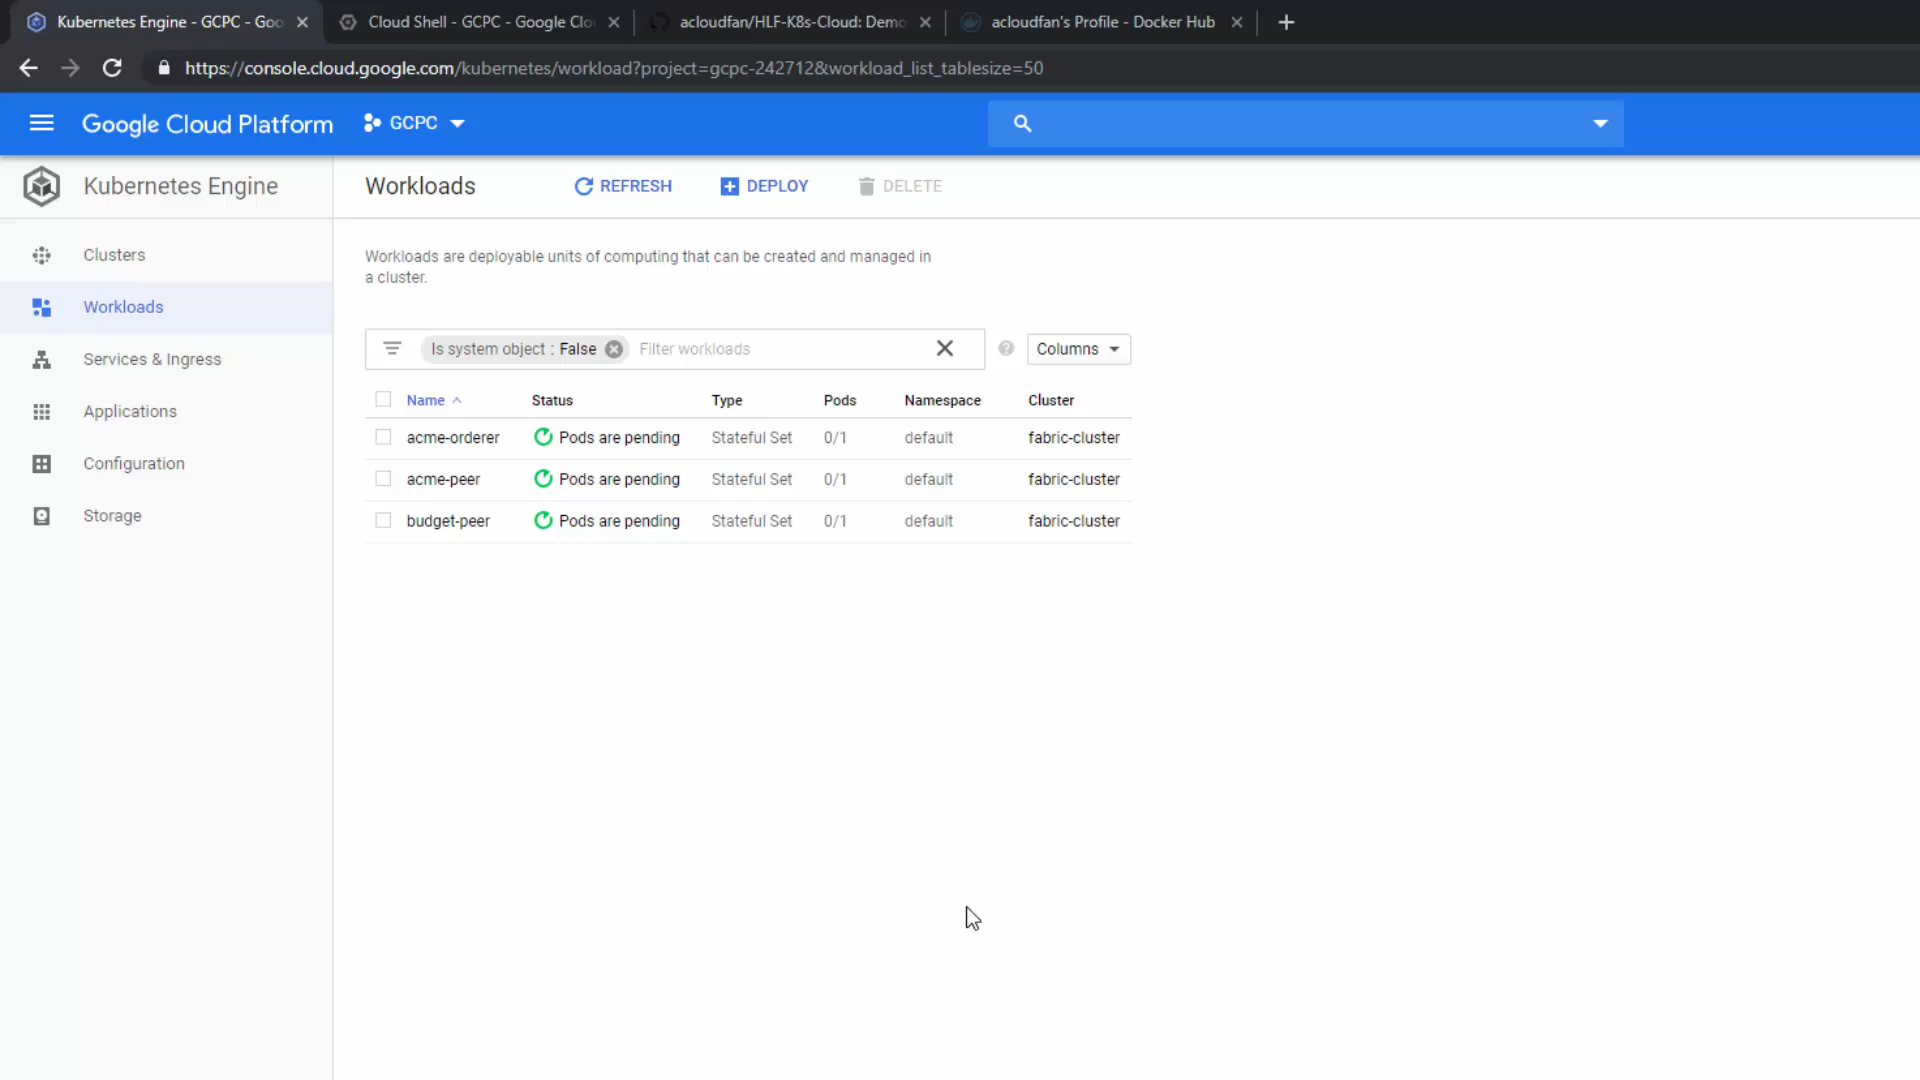 Kubernetes Engine - GCPC - Goo
Cloud Shell - GCPC - Google Clo
acloudfan/HLF-K8s-Cloud: Demo
acloudfan's Profile - Docker Hub
https://console.cloud.google.com/kubernetes/workload?project=gcpc-242712&workload_list_tablesize=50
Google Cloud Platform
GCPC
Kubernetes Engine
Workloads
REFRESH
DEPLOY
DELETE
Clusters
Workloads
Services & Ingress
Applications
Configuration
Storage
Workloads are deployable units of computing that can be created and managed in
a cluster.
Is system object : False
Filter workloads
Columns
Name Status Type Pods Namespace Cluster
acme-orderer Pods are pending Stateful Set 0/1 default fabric-cluster
acme-peer Pods are pending Stateful Set 0/1 default fabric-cluster
budget-peer Pods are pending Stateful Set 0/1 default fabric-cluster